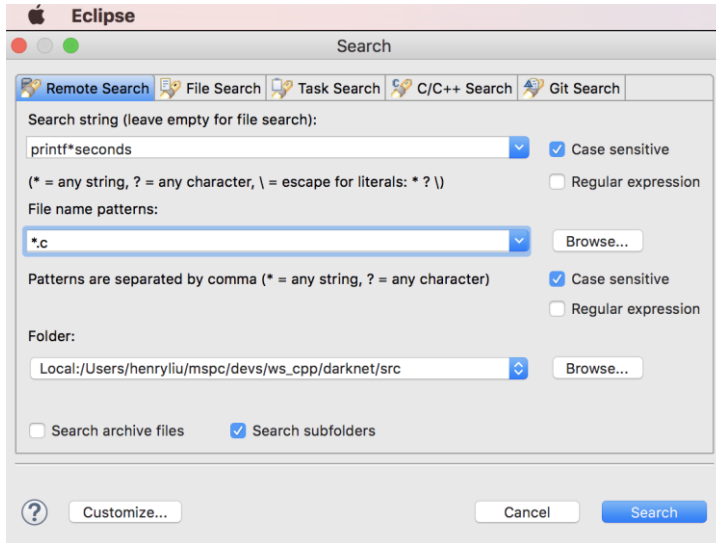 Eclipse
Search
Remote Search File Search Task Search C/C++ Search Git Search
Search string (leave empty for file search):
printf*seconds Case sensitive
(* = any string, ? = any character, \ = escape for literals: * ? \) Regular expression
File name patterns:
*.c Browse...
Patterns are separated by comma (* = any string, ? = any character) Case sensitive
Regular expression
Folder:
Local:/Users/henryliu/mspc/devs/ws_cpp/darknet/src Browse...
Search archive files Search subfolders
? Customize... Cancel Search